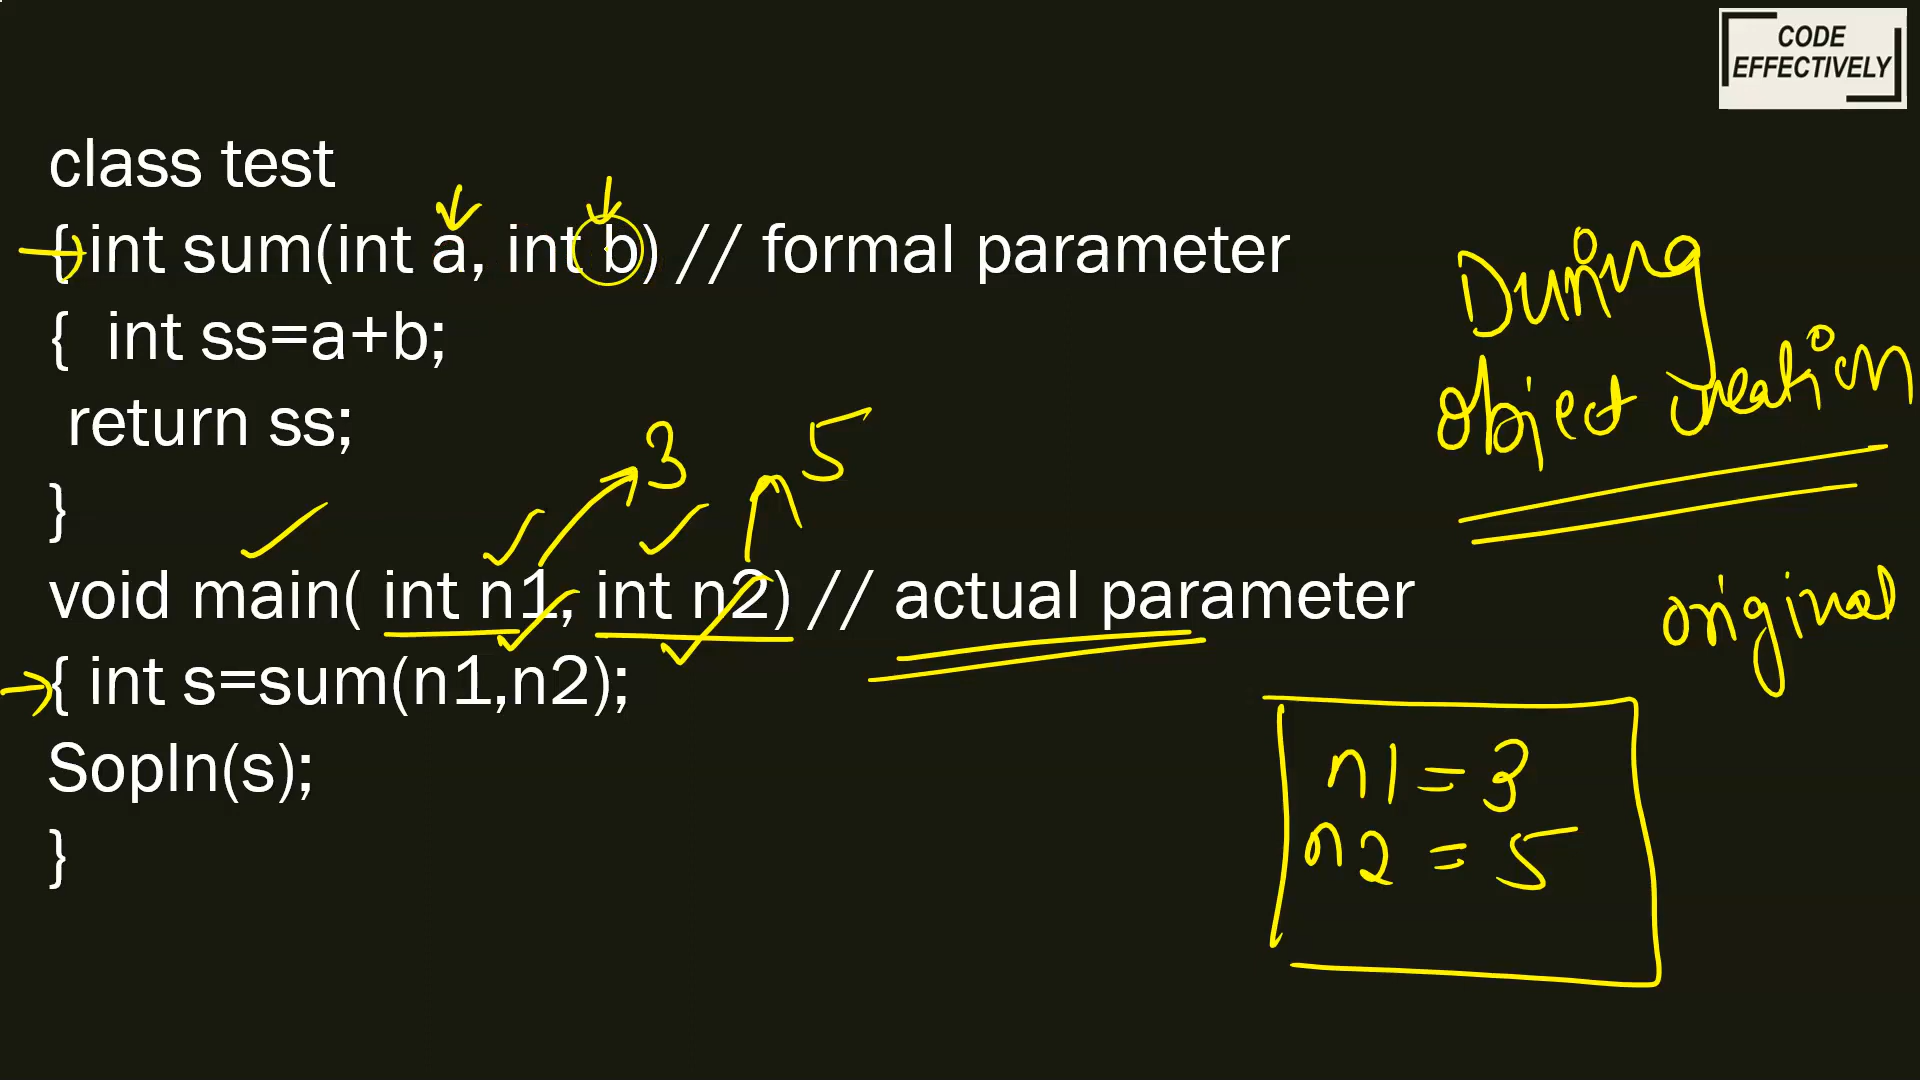 CODE
EFFECTIVELY
class test
{ int sum(int a, int b) // formal parameter
{  int ss=a+b;
return ss;
}
void main( int n1, int n2) // actual parameter
{ int s=sum(n1,n2);
Sopln(s);
}
3
5
During
object creation
original
n1 = 3
n2 = 5